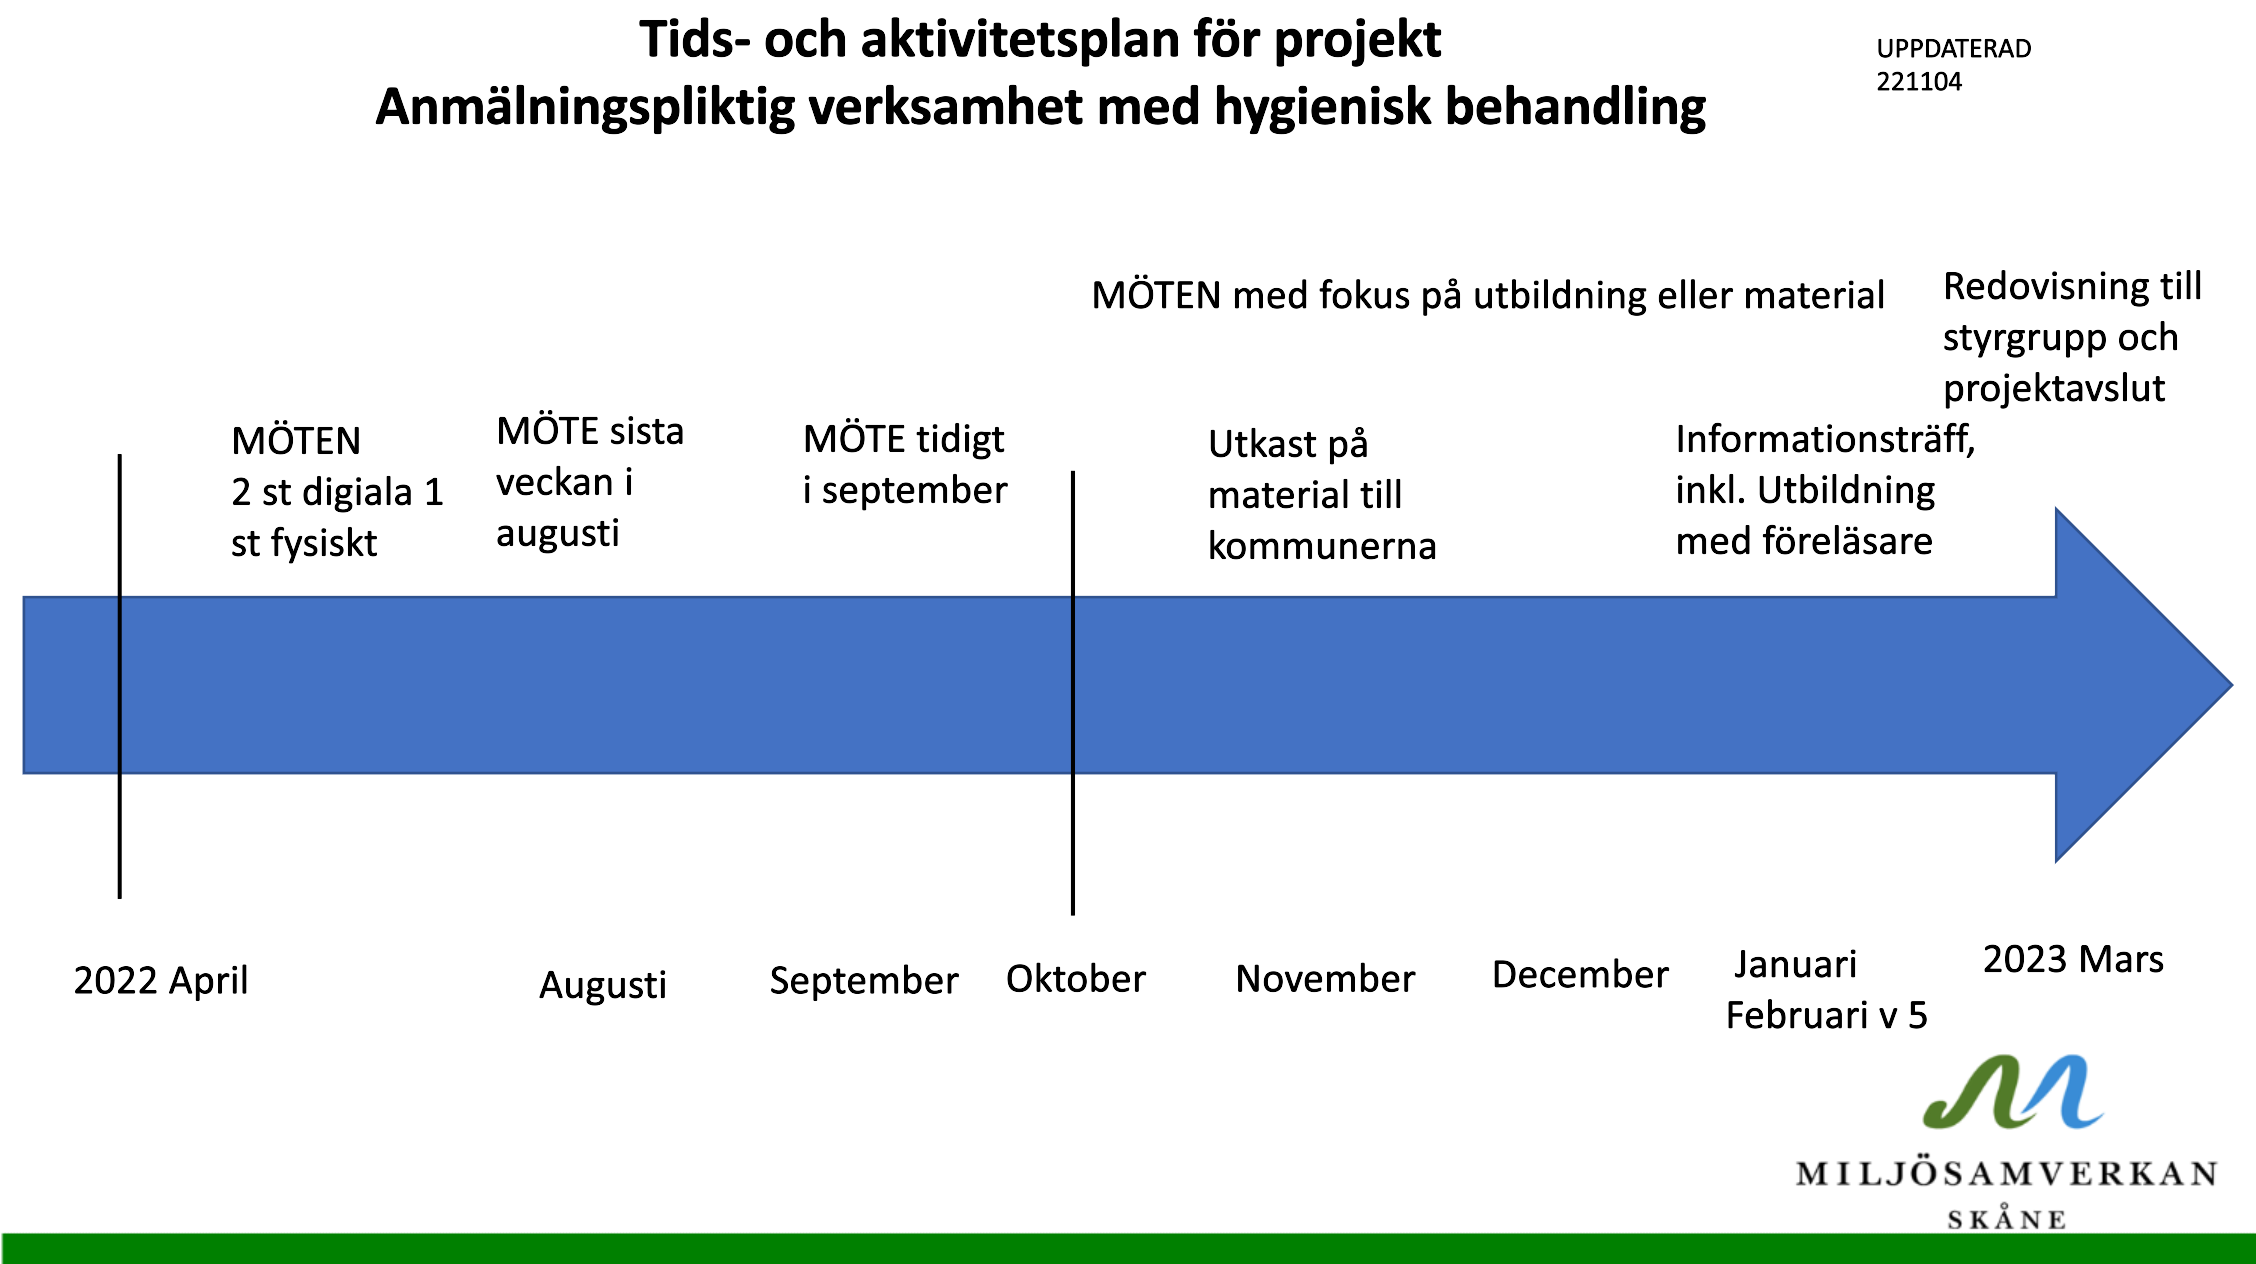 Tids- och aktivitetsplan för projekt
Anmälningspliktig verksamhet med hygienisk behandling
UPPDATERAD
221104
MÖTEN med fokus på utbildning eller material
Redovisning till
styrgrupp och
projektavslut
MÖTEN
2 st digiala 1
st fysiskt
MÖTE sista
veckan i
augusti
MÖTE tidigt
i september
Utkast på
material till
kommunerna
Informationsträff,
inkl. Utbildning
med föreläsare
2022 April
Augusti
September
Oktober
November
December
Januari
Februari v 5
2023 Mars
MILJÖSAMVERKAN
SKÅNE